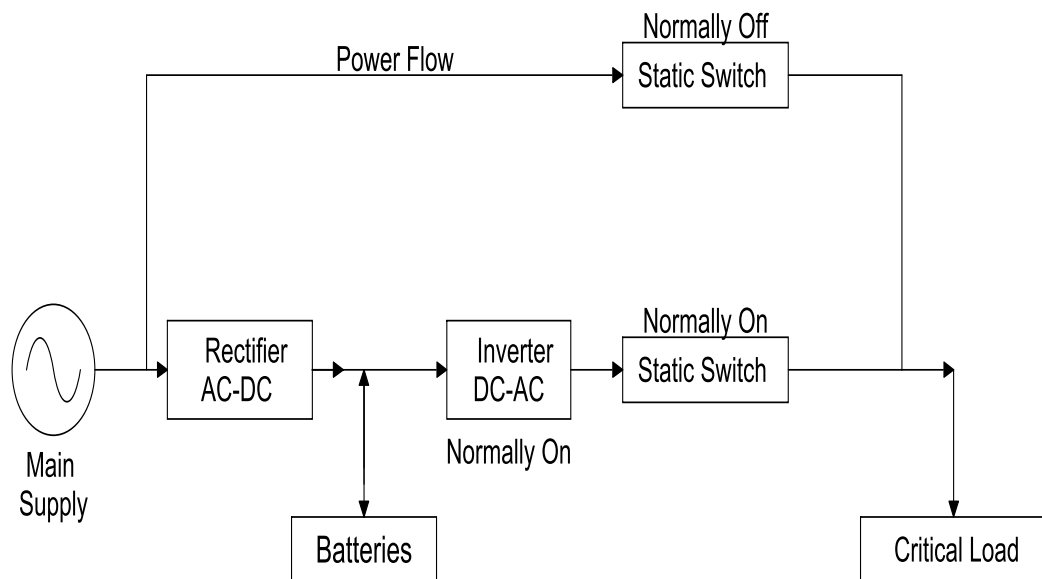 Normally Off
Power Flow
Static Switch
Normally On
Rectifier
AC-DC
Inverter
DC-AC
Static Switch
Normally On
Main
Supply
Batteries
Critical Load